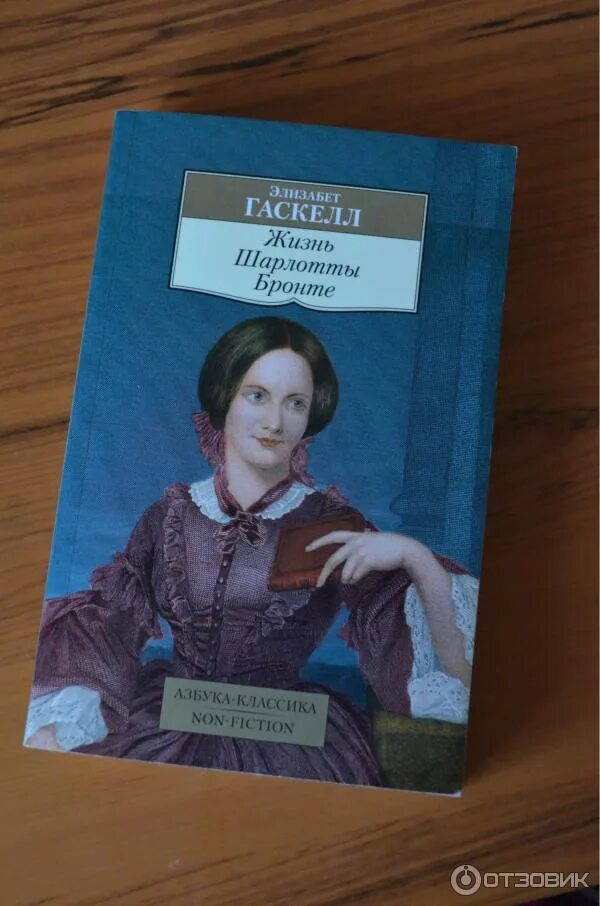 ЭЛИЗАБЕТ
ГАСКЕЛЛ
Жизнь
Шарлотты
Бронте
АЗБУКА-КЛАССИКА
NON-FICTION
ОТЗОВИК